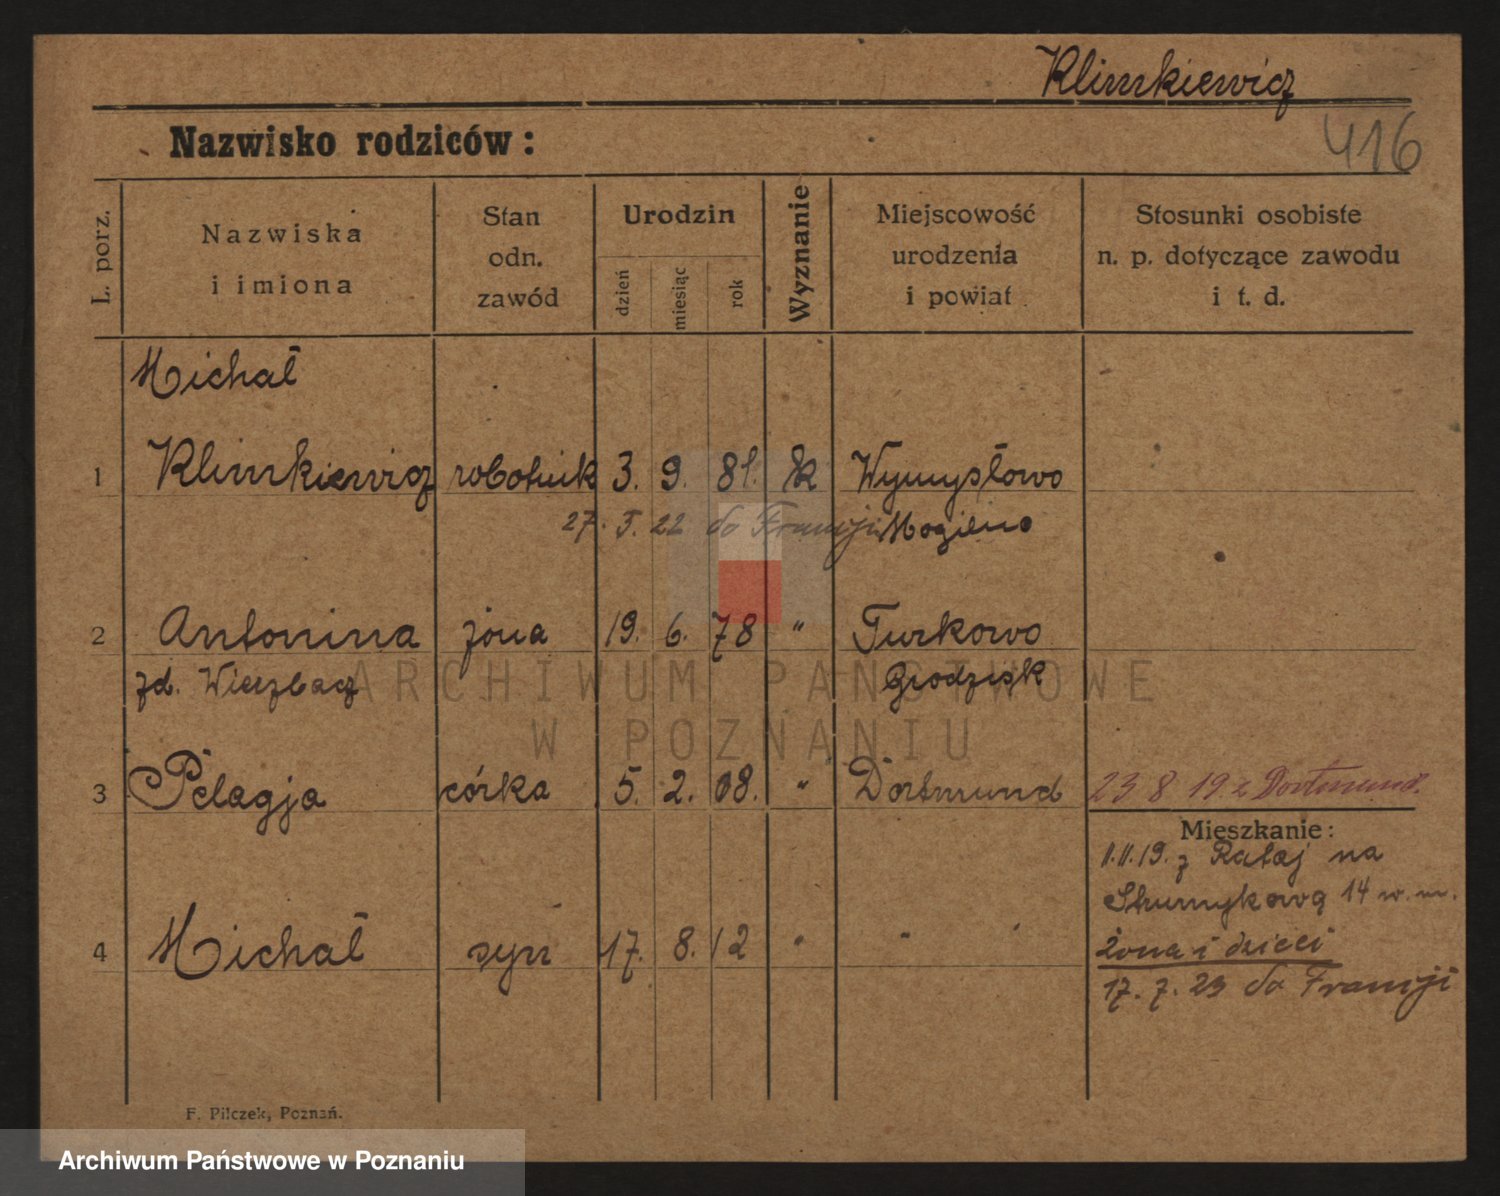 Klimkiewicz
416
Nazwisko rodziców:
L. porz.
Nazwiska
i imiona
Stan
odn.
zawód
Urodzin
dzień
miesiąc
rok
Wyznanie
Miejscowość
urodzenia
i powiat
Stosunki osobiste
n. p. dotyczące zawodu
i t. d.
Michał
1 Klimkiewicz robotnik 3. 9. 81. k Wymysłowo
27. 5. 22 do Francji Mogilno
2 Antonina żona 19. 6. 78 " Turkowo
zd. Wierzbacz Grodzisk
3 Pelagja córka 5. 2. 08. " Dortmund 23 8 19 z Dortmund.
Mieszkanie:
11.11.19. z Rataj na
Strumykową 14 w. m.
4 Michał syn 17. 8. 12 " " "
żona i dzieci
17. 7. 23 do Francji
F. Pilczek, Poznań.
ARCHIWUM PAŃSTWOWE
W POZNANIU
Archiwum Państwowe w Poznaniu